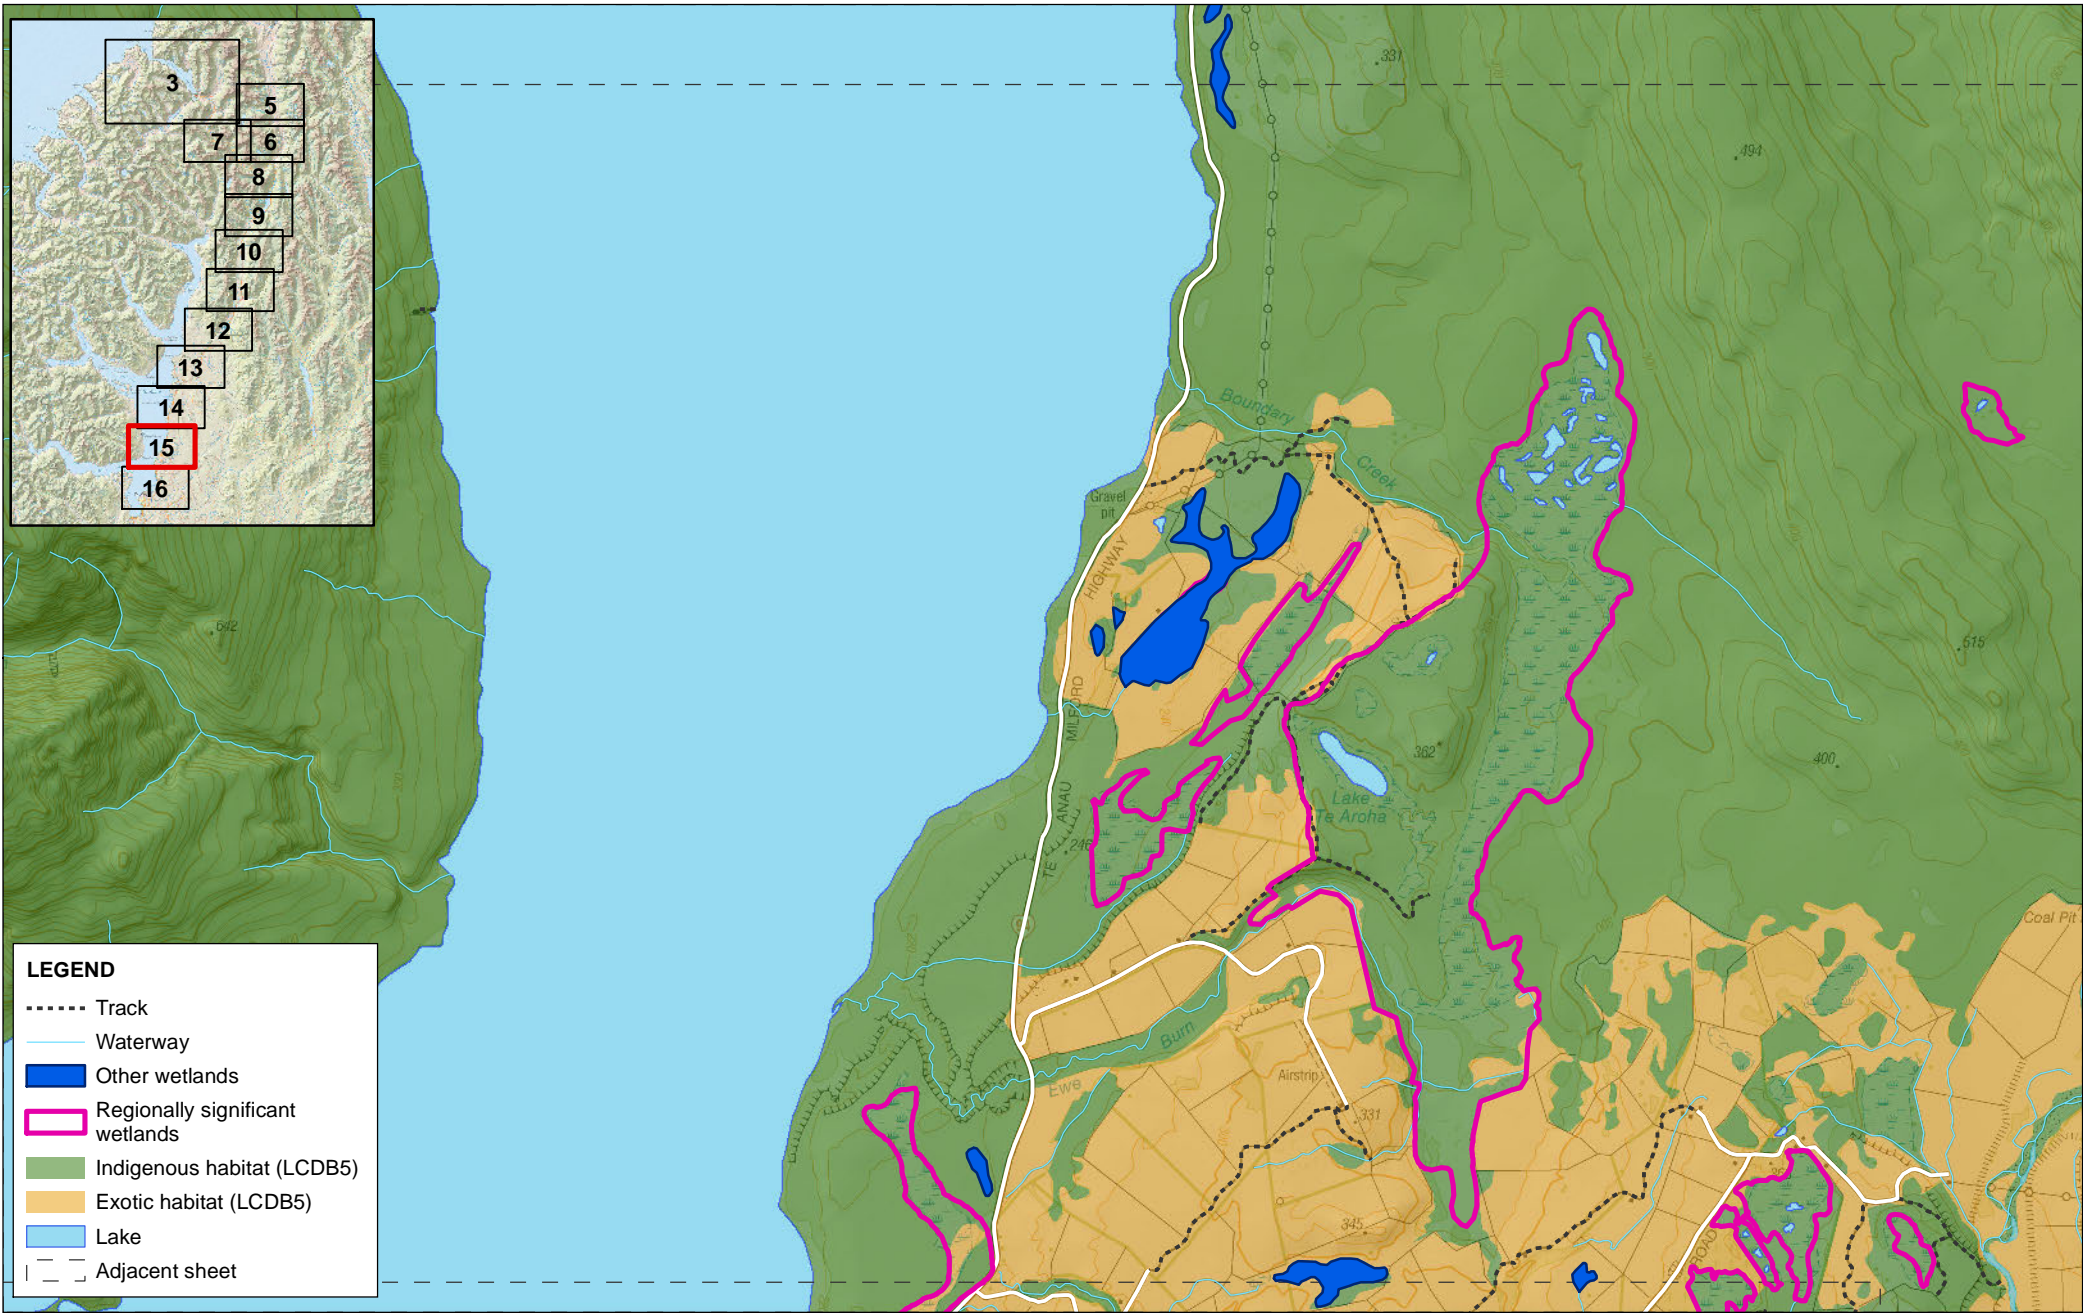 3
5
7
6
8
9
10
11
12
13
14
15
16
331
494
Boundary
Creek
Gravel
pit
HIGHWAY
MILFORD
TE ANAU
642
515
362
400
Lake
Te Aroha
246
Coal Pit
Burn
Ewe
Airstrip
331
345
ROAD
LEGEND
Track
Waterway
Other wetlands
Regionally significant
wetlands
Indigenous habitat (LCDB5)
Exotic habitat (LCDB5)
Lake
Adjacent sheet